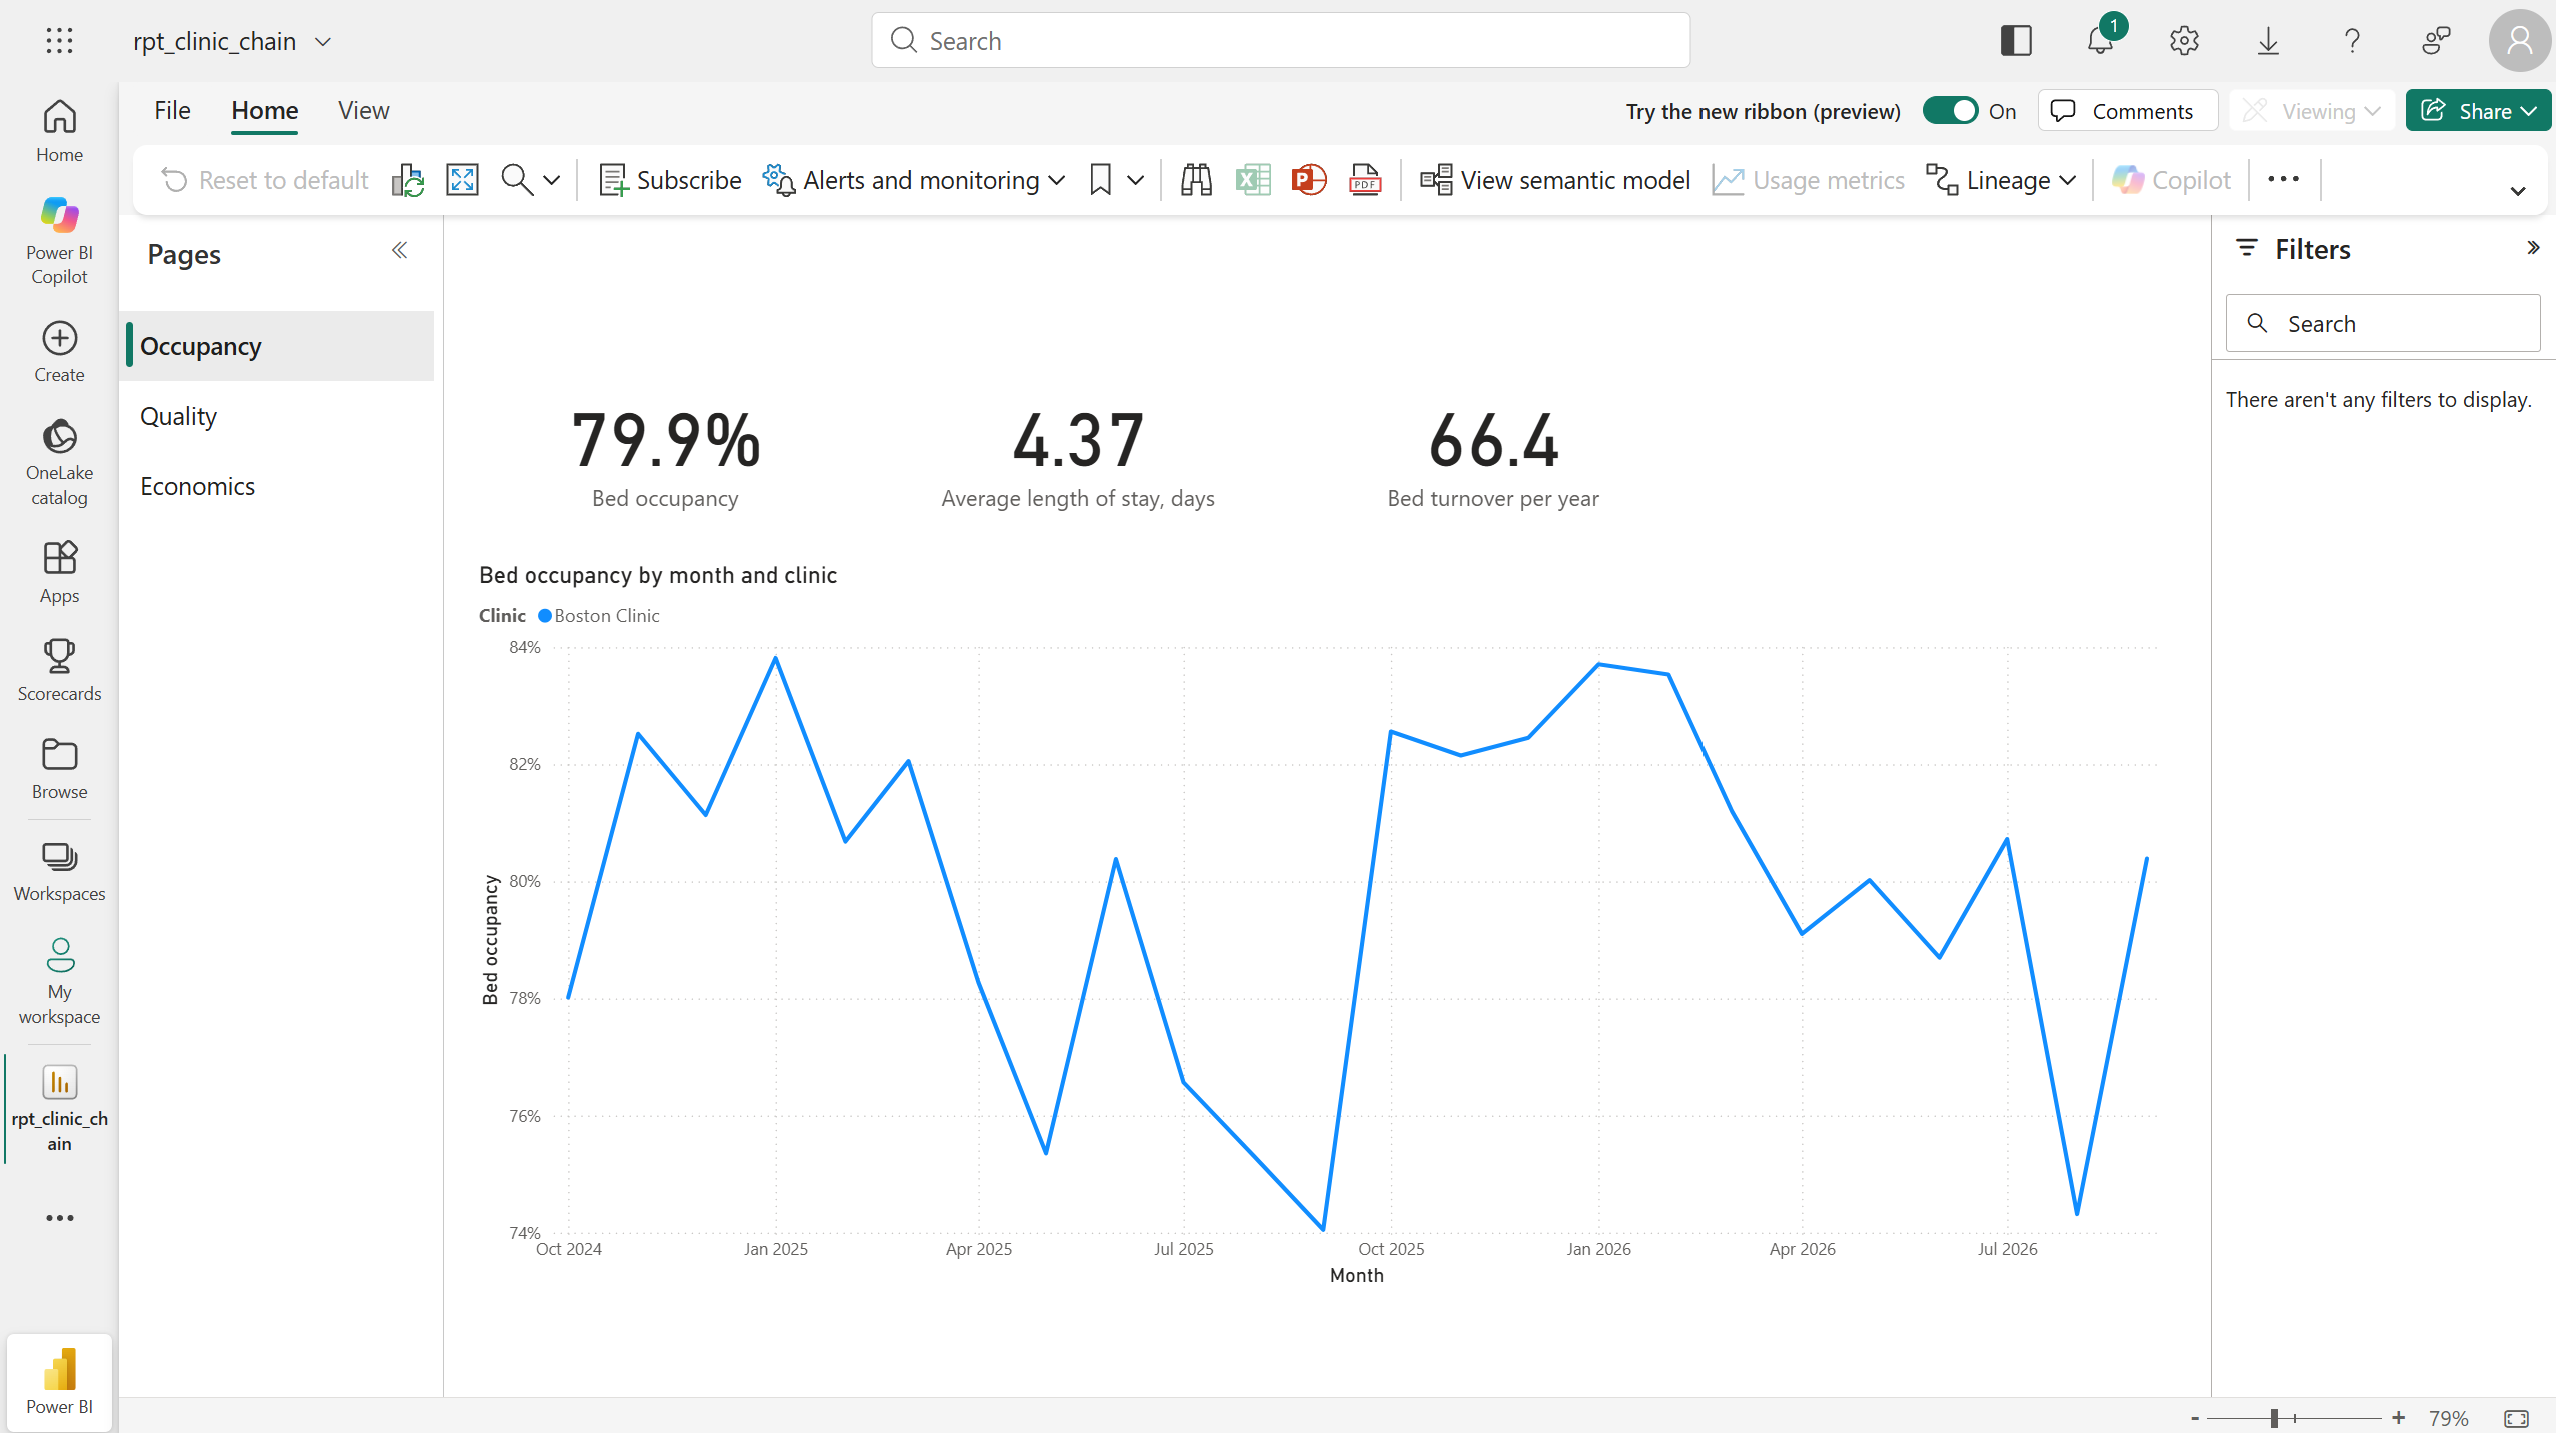 rpt_clinic_chain
Search
1
File
Home
View
Try the new ribbon (preview)
On
Comments
Viewing
Share
Reset to default
Subscribe
Alerts and monitoring
PDF
View semantic model
Usage metrics
Lineage
Copilot
Home
Power BI
Copilot
Create
OneLake
catalog
Apps
Scorecards
Browse
Workspaces
My
workspace
rpt_clinic_ch
ain
Power BI
Pages
Occupancy
Quality
Economics
79.9%
Bed occupancy
4.37
Average length of stay, days
66.4
Bed turnover per year
Bed occupancy by month and clinic
Clinic
Boston Clinic
Bed occupancy
84%
82%
80%
78%
76%
74%
Oct 2024
Jan 2025
Apr 2025
Jul 2025
Oct 2025
Jan 2026
Apr 2026
Jul 2026
Month
Filters
Search
There aren't any filters to display.
- + 79%